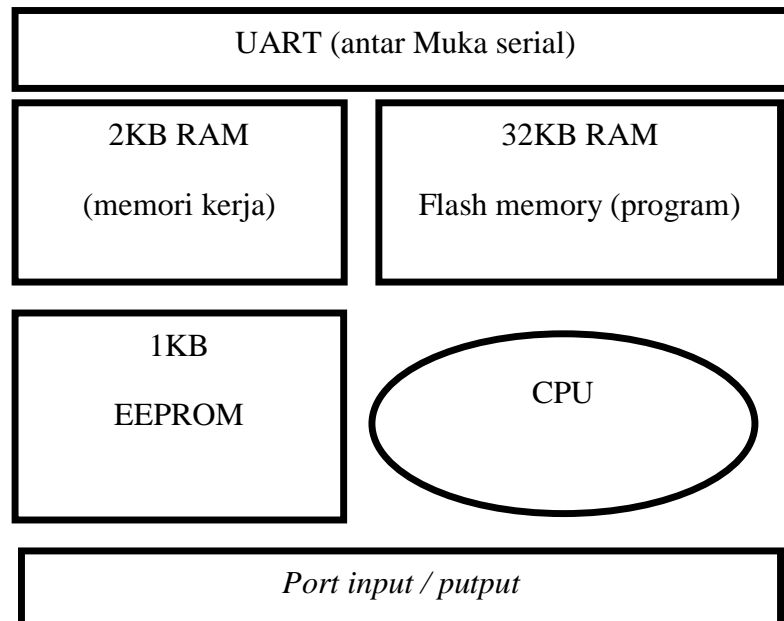 UART (antar Muka serial)
2KB RAM
(memori kerja)
32KB RAM
Flash memory (program)
1KB
EEPROM
CPU
Port input / putput